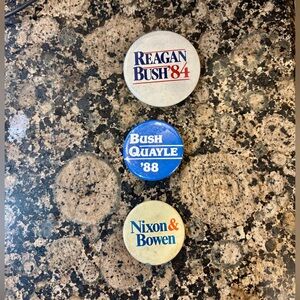 REAGAN
BUSH'84
BUSH
QUAYLE
'88
Nixon&
Bowen